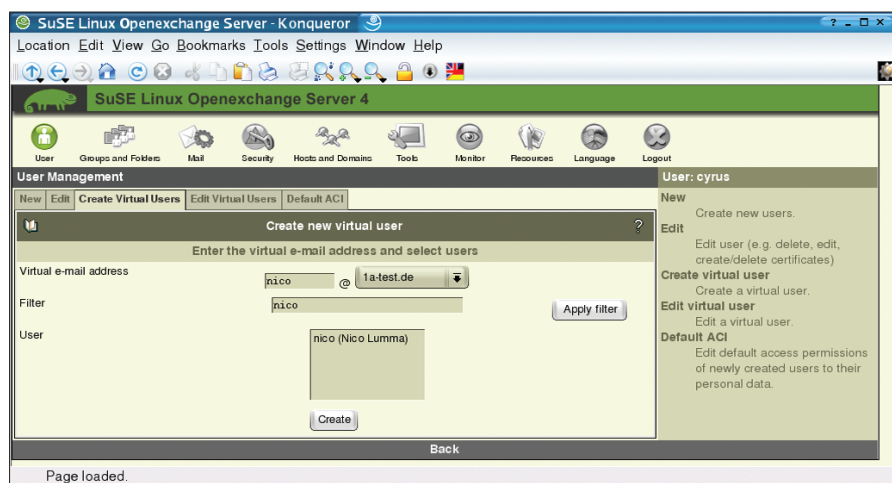 SuSE Linux Openexchange Server - Konqueror
Location Edit View Go Bookmarks Tools Settings Window Help
SuSE Linux Openexchange Server 4
User Groups and Folders Mail Security Hosts and Domains Tools Monitor Resources Language Logout
User Management
User: cyrus
New Edit Create Virtual Users Edit Virtual Users Default ACI
Create new virtual user ?
Enter the virtual e-mail address and select users
Virtual e-mail address nico @ 1a-test.de
Filter nico Apply filter
User nico (Nico Lumma)
Create
Back
New
Create new users.
Edit
Edit user (e.g. delete, edit,
create/delete certificates)
Create virtual user
Create a virtual user.
Edit virtual user
Edit a virtual user.
Default ACI
Edit default access permissions
of newly created users to their
personal data.
Page loaded.